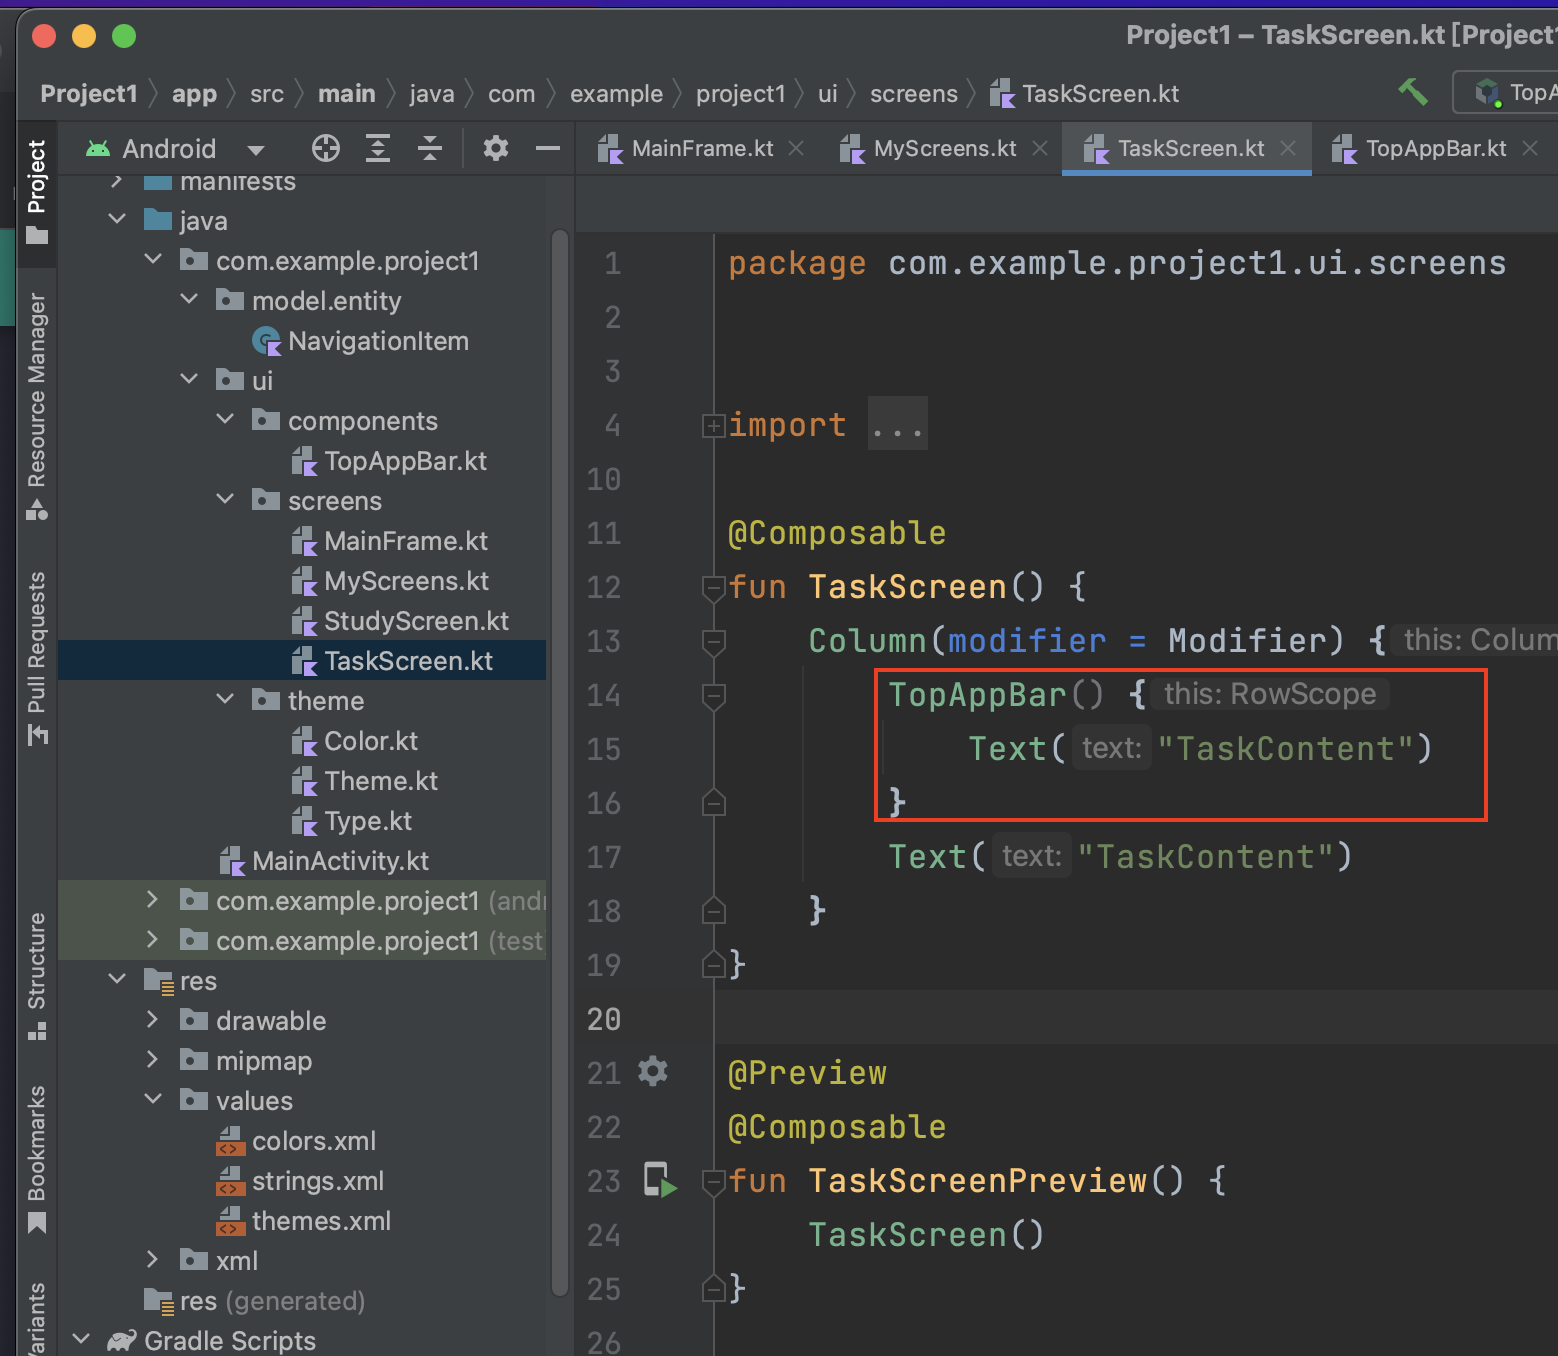 Project1 – TaskScreen.kt [Project1
Project1 app src main java com example project1 ui screens TaskScreen.kt TopA
Android
MainFrame.kt MyScreens.kt TaskScreen.kt TopAppBar.kt
Project
Resource Manager
Pull Requests
Structure
Bookmarks
manifests
java
com.example.project1
model.entity
NavigationItem
ui
components
TopAppBar.kt
screens
MainFrame.kt
MyScreens.kt
StudyScreen.kt
TaskScreen.kt
theme
Color.kt
Theme.kt
Type.kt
MainActivity.kt
com.example.project1 (andr
com.example.project1 (test
res
drawable
mipmap
values
colors.xml
strings.xml
themes.xml
xml
res (generated)
Gradle Scripts
1 package com.example.project1.ui.screens
2
3
4 import ...
10
11 @Composable
12 fun TaskScreen() {
13 Column(modifier = Modifier) { this: Colum
14 TopAppBar() { this: RowScope
15 Text( text: "TaskContent")
16 }
17 Text( text: "TaskContent")
18 }
19 }
20
21 @Preview
22 @Composable
23 fun TaskScreenPreview() {
24 TaskScreen()
25 }
26